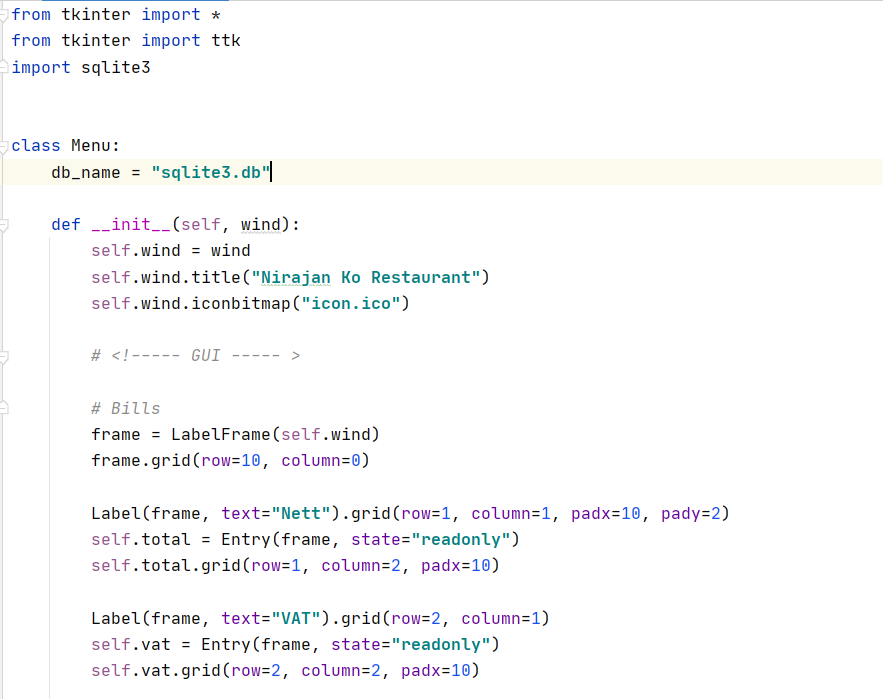 from tkinter import *
from tkinter import ttk
import sqlite3
class Menu:
    db_name = "sqlite3.db"
    def __init__(self, wind):
        self.wind = wind
        self.wind.title("Nirajan Ko Restaurant")
        self.wind.iconbitmap("icon.ico")
        # <!----- GUI ----- >
        # Bills
        frame = LabelFrame(self.wind)
        frame.grid(row=10, column=0)
        Label(frame, text="Nett").grid(row=1, column=1, padx=10, pady=2)
        self.total = Entry(frame, state="readonly")
        self.total.grid(row=1, column=2, padx=10)
        Label(frame, text="VAT").grid(row=2, column=1)
        self.vat = Entry(frame, state="readonly")
        self.vat.grid(row=2, column=2, padx=10)